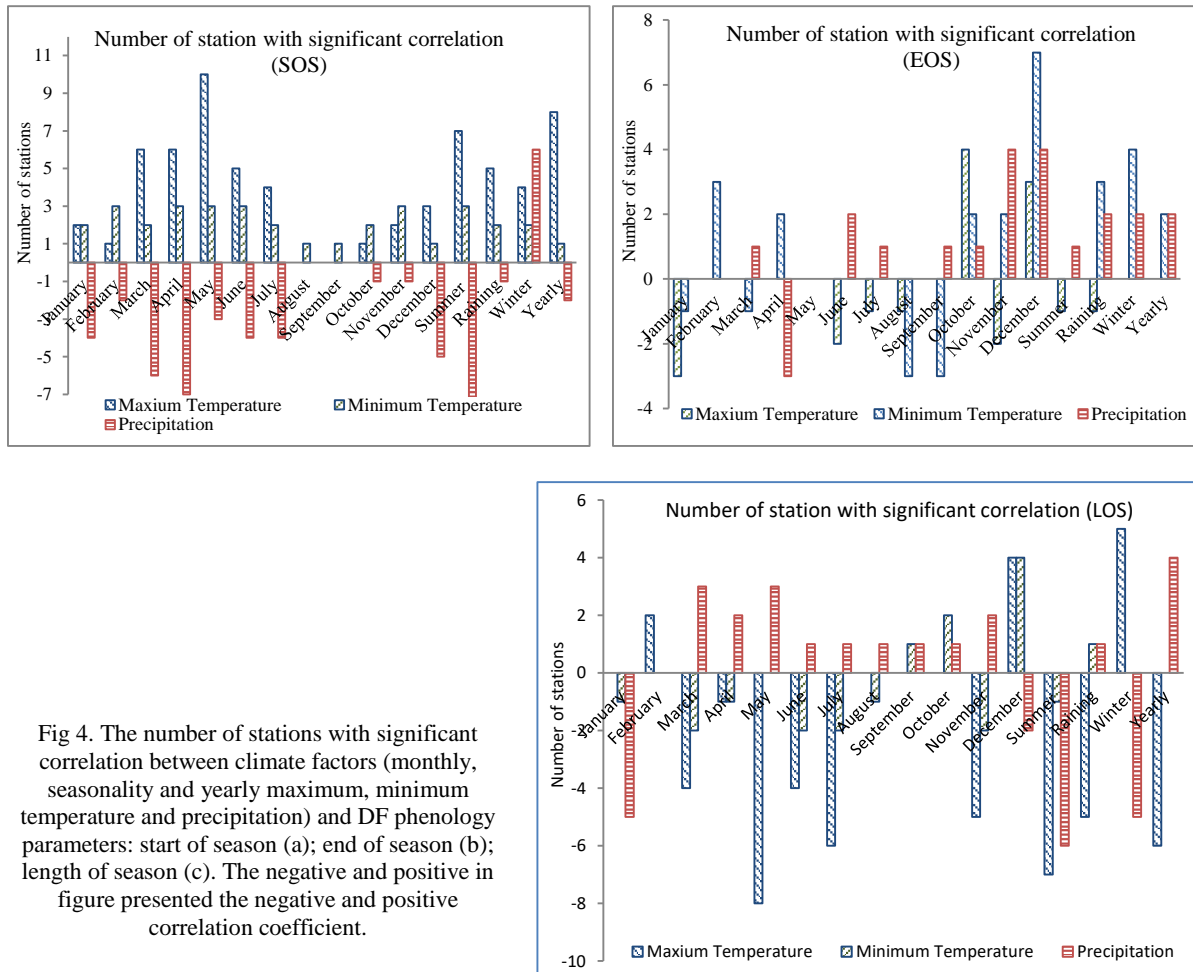 Number of station with significant correlation
(SOS)
Number of stations
11
9
7
5
3
1
-1
-3
-5
-7
January
February
March
April
May
June
July
August
September
October
November
December
Summer
Raining
Winter
Yearly
Maxium Temperature
Minimum Temperature
Precipitation
Number of station with significant correlation
(EOS)
Number of stations
8
6
4
2
0
-2
-4
January
February
March
April
May
June
July
August
September
October
November
December
Summer
Raining
Winter
Yearly
Maxium Temperature
Minimum Temperature
Precipitation
Number of station with significant correlation (LOS)
Number of stations
6
4
2
0
-2
-4
-6
-8
-10
January
February
March
April
May
June
July
August
September
October
November
December
Summer
Raining
Winter
Yearly
Maxium Temperature
Minimum Temperature
Precipitation
Fig 4. The number of stations with significant
correlation between climate factors (monthly,
seasonality and yearly maximum, minimum
temperature and precipitation) and DF phenology
parameters: start of season (a); end of season (b);
length of season (c). The negative and positive in
figure presented the negative and positive
correlation coefficient.